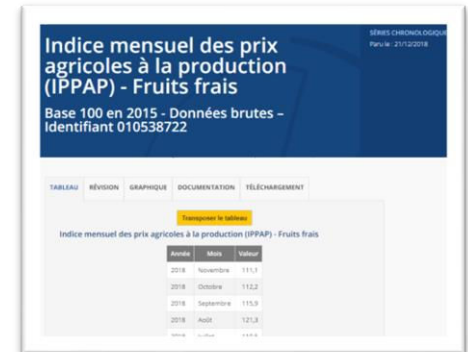 SÉRIES CHRONOLOGIQUE
Paru le : 21/12/2018
Indice mensuel des prix
agricoles à la production
(IPPAP) - Fruits frais
Base 100 en 2015 - Données brutes –
Identifiant 010538722
TABLEAU RÉVISION GRAPHIQUE DOCUMENTATION TÉLÉCHARGEMENT
Transposer le tableau
Indice mensuel des prix agricoles à la production (IPPAP) - Fruits frais
Année Mois Valeur
2018 Novembre 111,1
2018 Octobre 112,2
2018 Septembre 115,9
2018 Août 121,3
2018 Juillet